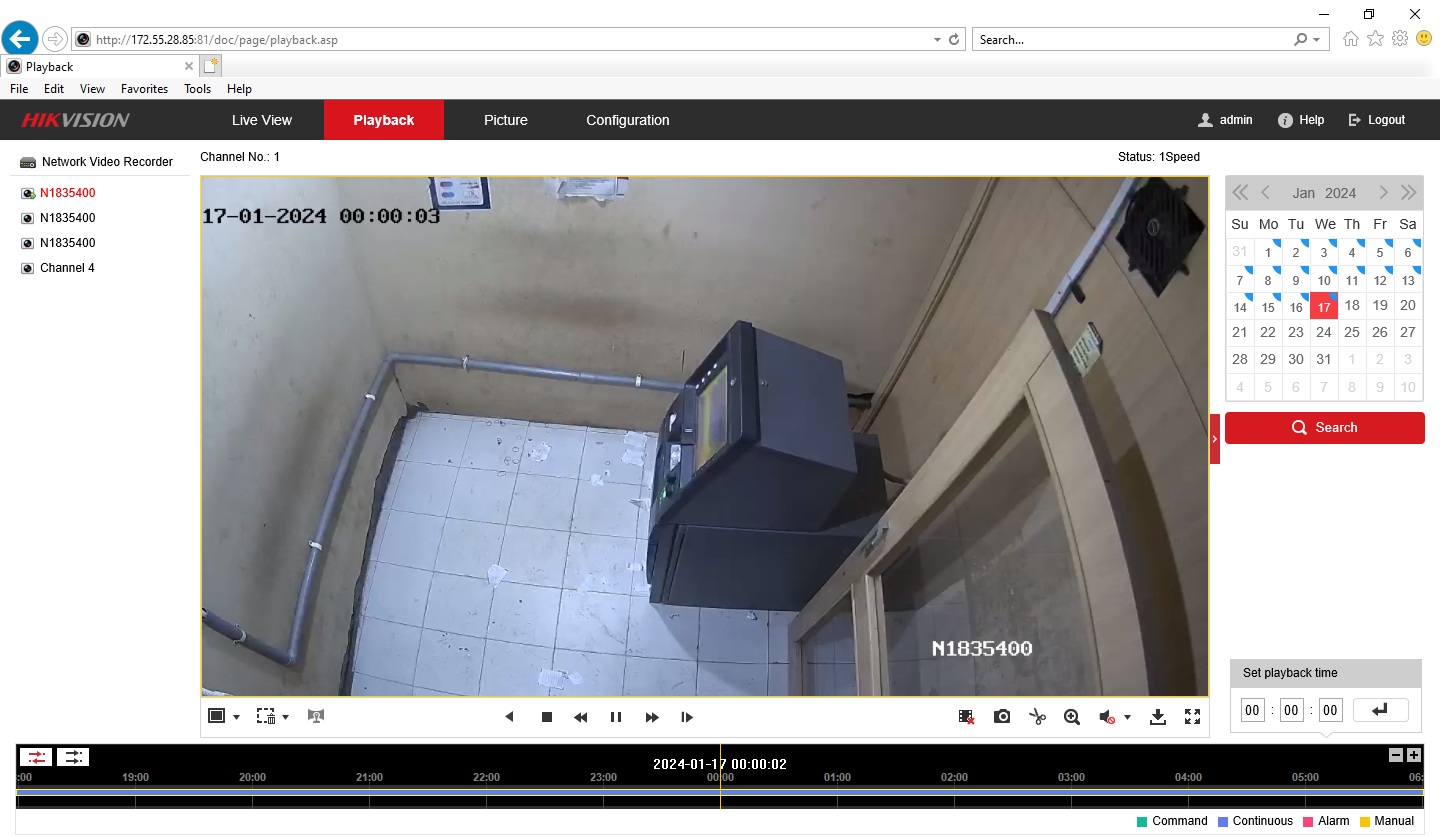 http://172.55.28.85:81/doc/page/playback.asp
Search...
Playback
File Edit View Favorites Tools Help
HIKVISION
Live View Playback Picture Configuration
admin Help Logout
Network Video Recorder
N1835400
N1835400
N1835400
Channel 4
Channel No.: 1
Status: 1Speed
17-01-2024 00:00:03
N1835400
Jan 2024
Su Mo Tu We Th Fr Sa
31 1 2 3 4 5 6
7 8 9 10 11 12 13
14 15 16 17 18 19 20
21 22 23 24 25 26 27
28 29 30 31 1 2 3
4 5 6 7 8 9 10
Search
Set playback time
00 : 00 : 00
2024-01-17 00:00:02
:00 19:00 20:00 21:00 22:00 23:00 00:00 01:00 02:00 03:00 04:00 05:00 06:
Command Continuous Alarm Manual